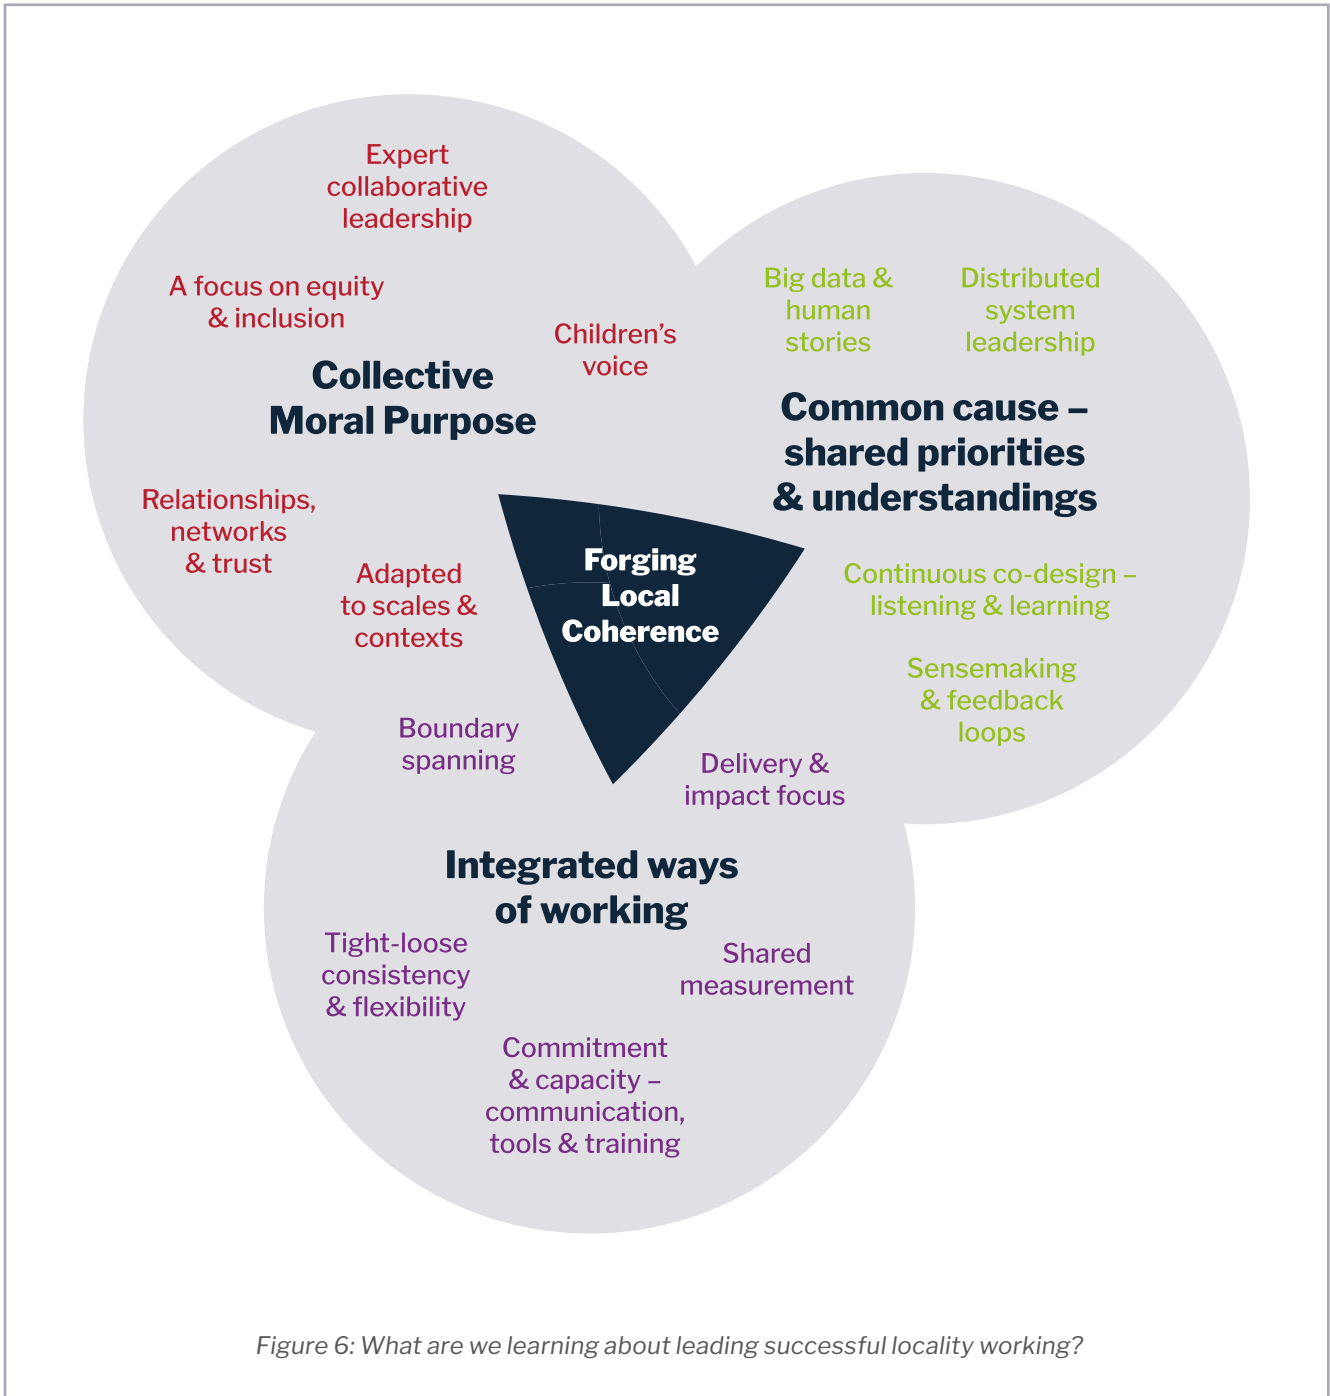 Expert
collaborative
leadership
A focus on equity
& inclusion
Children’s
voice
Collective
Moral Purpose
Relationships,
networks
& trust
Adapted
to scales &
contexts
Big data &
human
stories
Distributed
system
leadership
Common cause –
shared priorities
& understandings
Continuous co-design –
listening & learning
Sensemaking
& feedback
loops
Forging
Local
Coherence
Boundary
spanning
Delivery &
impact focus
Integrated ways
of working
Tight-loose
consistency
& flexibility
Shared
measurement
Commitment
& capacity –
communication,
tools & training
Figure 6: What are we learning about leading successful locality working?